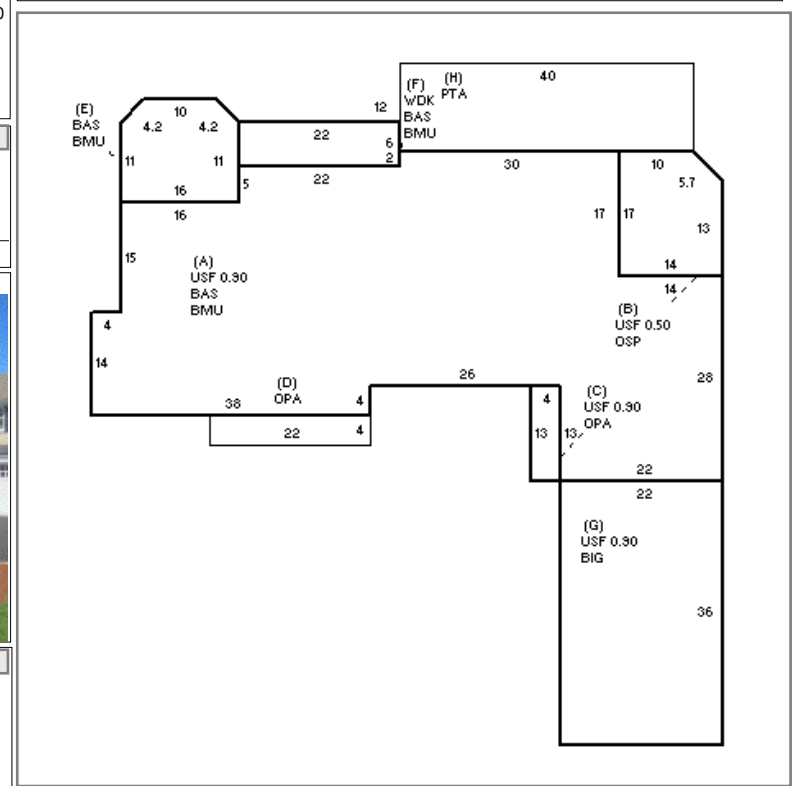 40
(H)
PTA
(F)
WDK
BAS
BMU
12
(E)
BAS
BMU
10
4.2 4.2
22
6
2
11 11
16
5
22
30
10
5.7
16
17 17
13
15
(A)
USF 0.90
BAS
BMU
14
14
(B)
USF 0.50
OSP
4
14
26
28
(D)
OPA
38
4
22
4
4
(C)
USF 0.90
OPA
13 13
22
22
(G)
USF 0.90
BIG
36